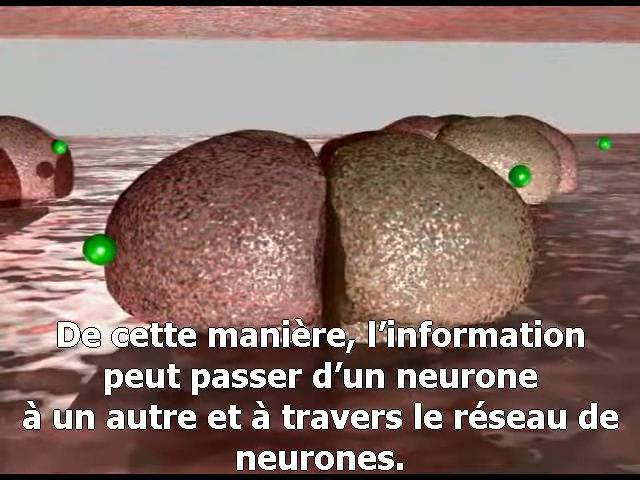 De cette manière, l’information
peut passer d’un neurone
à un autre et à travers le réseau de
neurones.